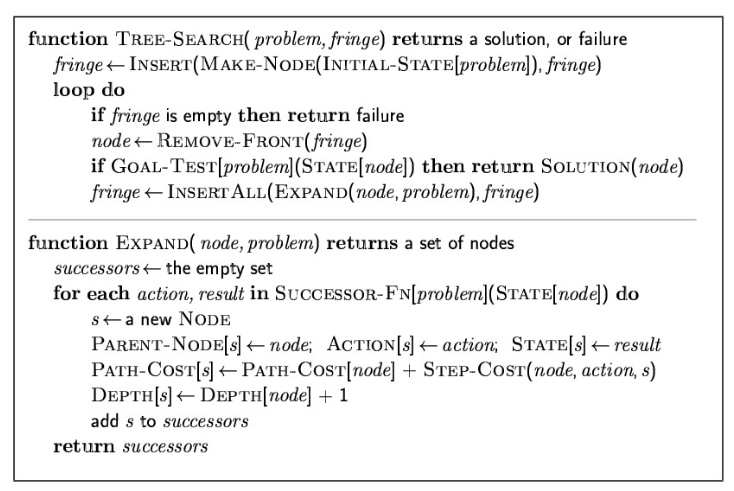 function TREE-SEARCH( problem, fringe) returns a solution, or failure
fringe ← INSERT(MAKE-NODE(INITIAL-STATE[problem]), fringe)
loop do
if fringe is empty then return failure
node ← REMOVE-FRONT(fringe)
if GOAL-TEST[problem](STATE[node]) then return SOLUTION(node)
fringe ← INSERTALL(EXPAND(node, problem), fringe)
function EXPAND( node, problem) returns a set of nodes
successors ← the empty set
for each action, result in SUCCESSOR-FN[problem](STATE[node]) do
s ← a new NODE
PARENT-NODE[s] ← node; ACTION[s] ← action; STATE[s] ← result
PATH-COST[s] ← PATH-COST[node] + STEP-COST(node, action, s)
DEPTH[s] ← DEPTH[node] + 1
add s to successors
return successors